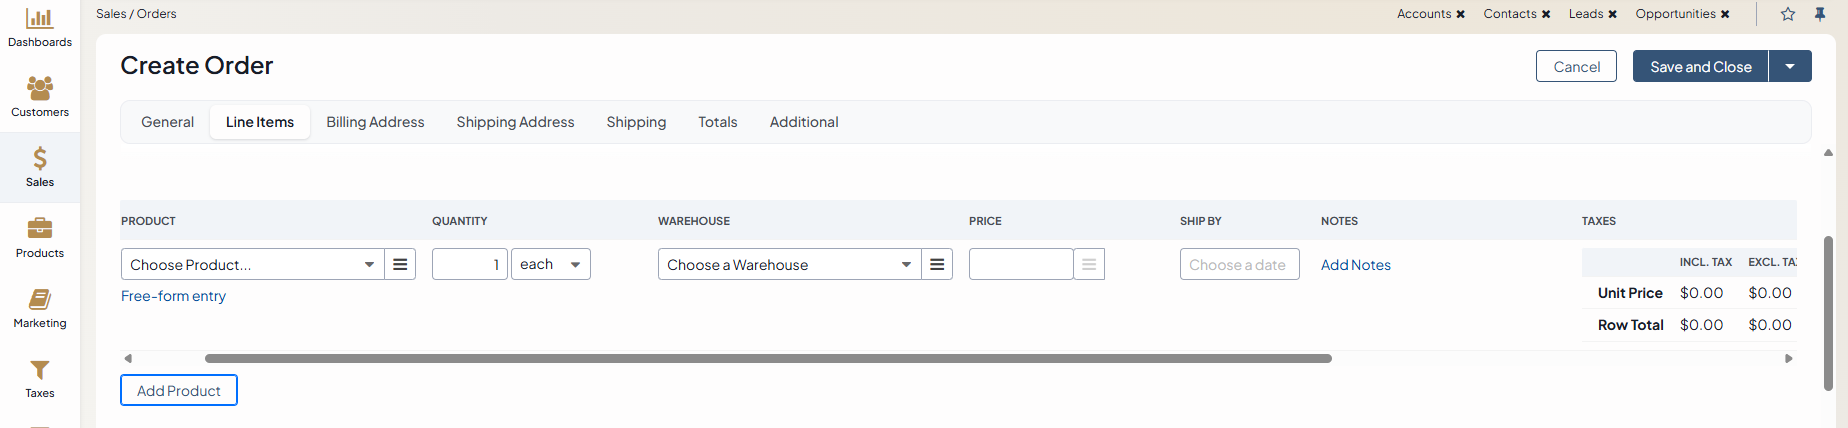 Dashboards
Customers
Sales
Products
Marketing
Taxes
Sales / Orders
Accounts ✖ Contacts ✖ Leads ✖ Opportunities ✖
Create Order
Cancel
Save and Close
General Line Items Billing Address Shipping Address Shipping Totals Additional
PRODUCT QUANTITY WAREHOUSE PRICE SHIP BY NOTES TAXES
Choose Product... 1 each Choose a Warehouse Choose a date Add Notes
Free-form entry
INCL. TAX EXCL. TA
Unit Price $0.00 $0.00
Row Total $0.00 $0.00
Add Product